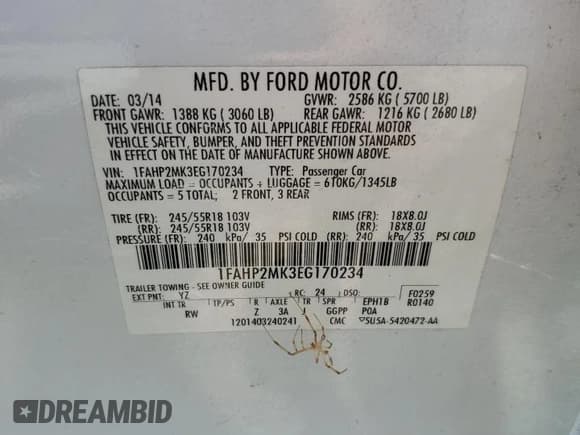 MFD. BY FORD MOTOR CO.
DATE: 03/14 GVWR: 2586 KG ( 5700 LB)
FRONT GAWR: 1388 KG ( 3060 LB) REAR GAWR: 1216 KG ( 2680 LB)
THIS VEHICLE CONFORMS TO ALL APPLICABLE FEDERAL MOTOR
VEHICLE SAFETY, BUMPER, AND THEFT PREVENTION STANDARDS
IN EFFECT ON THE DATE OF MANUFACTURE SHOWN ABOVE.
VIN: 1FAHP2MK3EG170234 TYPE: Passenger Car
MAXIMUM LOAD = OCCUPANTS + LUGGAGE = 610KG/1345LB
OCCUPANTS = 5 TOTAL; 2 FRONT, 3 REAR
TIRE (FR): 245/55R18 103V RIMS (FR): 18X8.0J
(RR): 245/55R18 103V (RR): 18X8.0J
PRESSURE (FR): 240 kPa/ 35 PSI COLD (RR): 240 kPa/ 35 PSI COLD
1FAHP2MK3EG170234
TRAILER TOWING - SEE OWNER GUIDE
EXT PNT: YZ RC: 24 DSO: F0259
INT TR TP/PS R AXLE TR SPR EPH1B R0140
RW Z 3A GGPP POA
1201403240241 CMC ▽5U5A-5420472-AA
DREAMBID